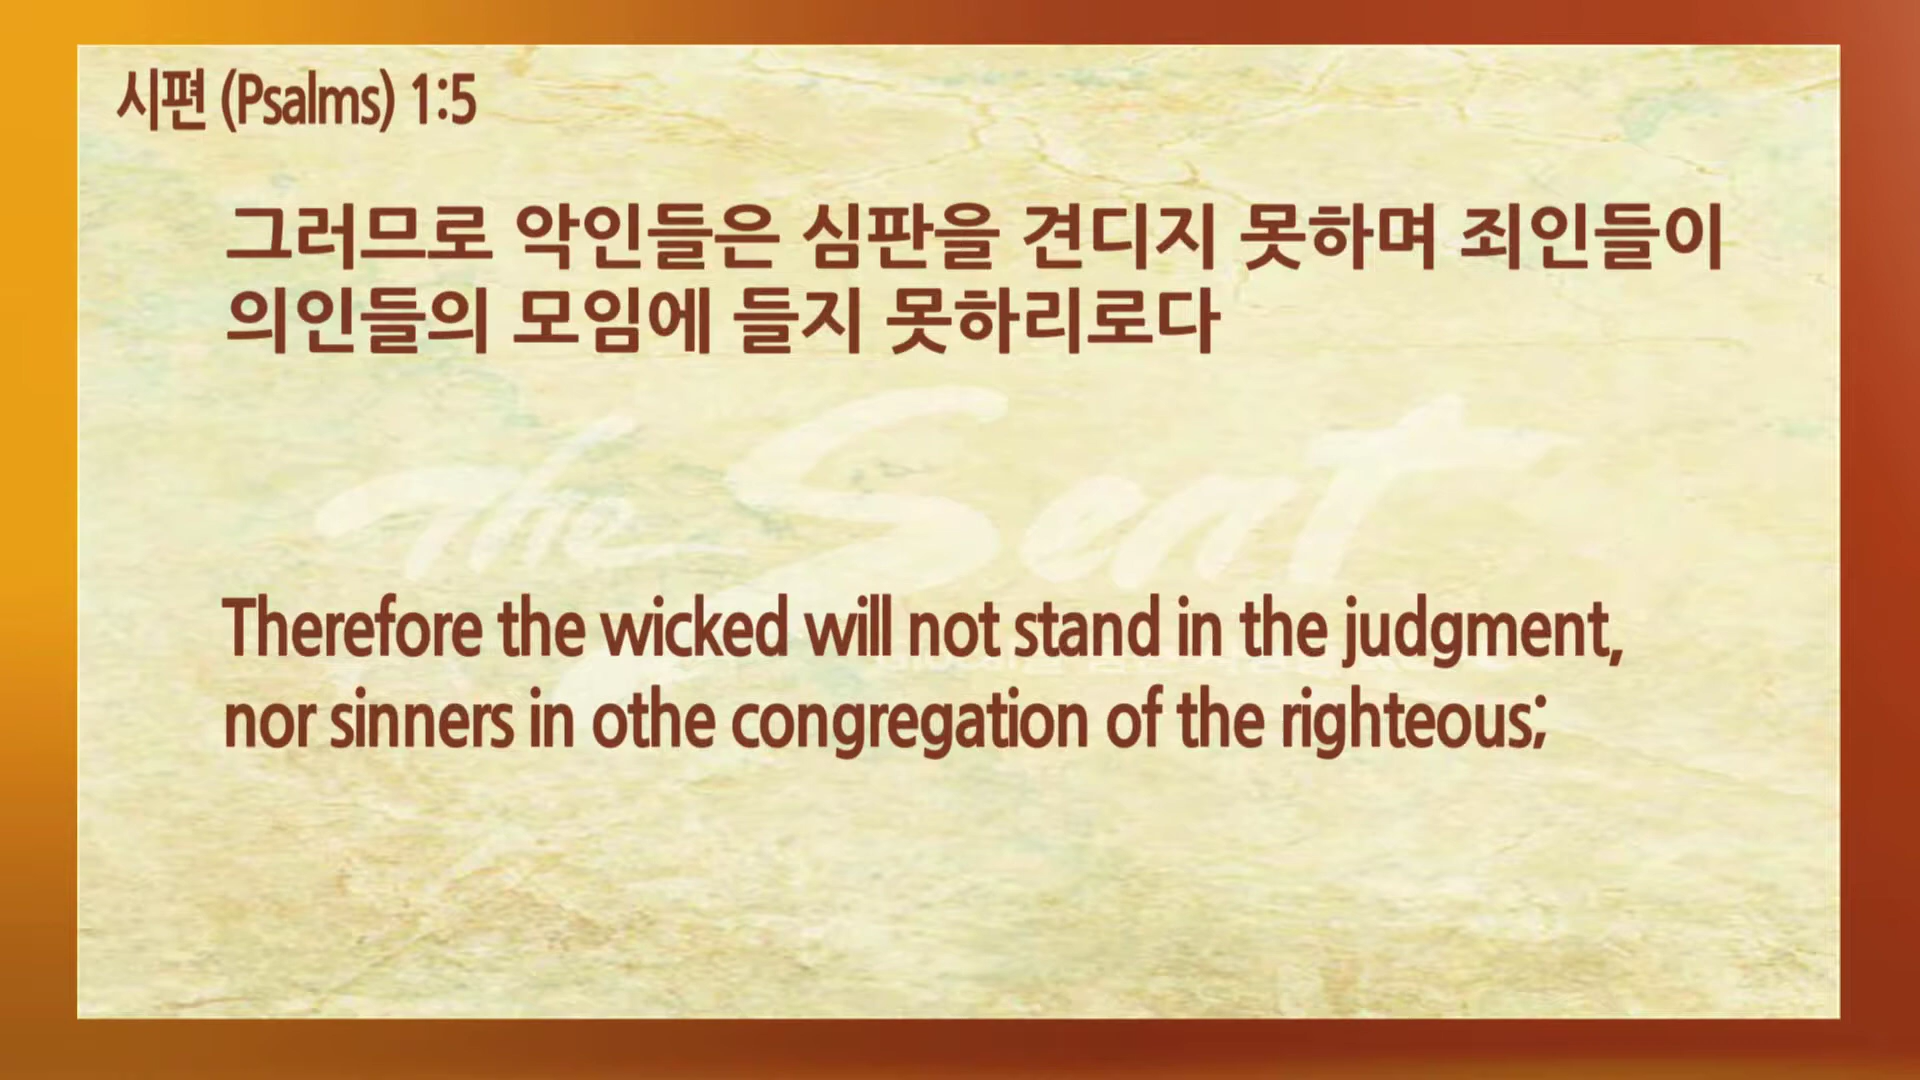 시편 (Psalms) 1:5
그러므로 악인들은 심판을 견디지 못하며 죄인들이
의인들의 모임에 들지 못하리로다
The Sent
Therefore the wicked will not stand in the judgment,
nor sinners in othe congregation of the righteous;